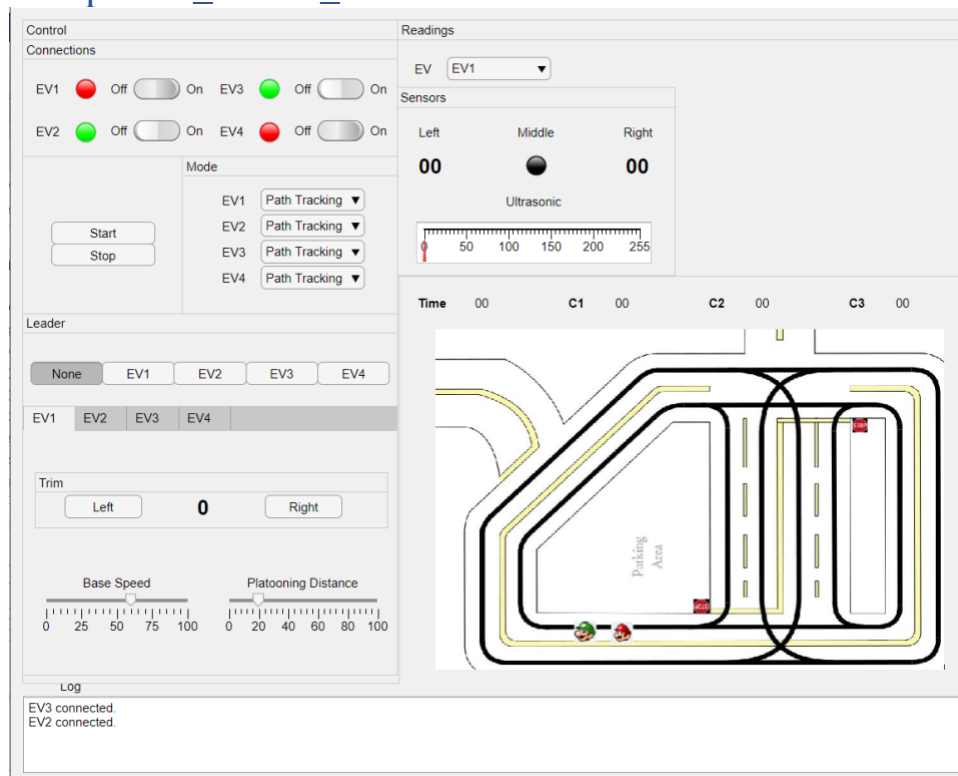 Control
Connections
EV1 Off On EV3 Off On
EV2 Off On EV4 Off On
Mode
EV1 Path Tracking
EV2 Path Tracking
EV3 Path Tracking
EV4 Path Tracking
Start
Stop
Leader
None EV1 EV2 EV3 EV4
EV1 EV2 EV3 EV4
Trim
Left 0 Right
Base Speed Platooning Distance
0 25 50 75 100 0 20 40 60 80 100
Readings
EV EV1
Sensors
Left Middle Right
00 00
Ultrasonic
0 50 100 150 200 255
Time 00 C1 00 C2 00 C3 00
STOP
Parking
Area
Log
EV3 connected.
EV2 connected.